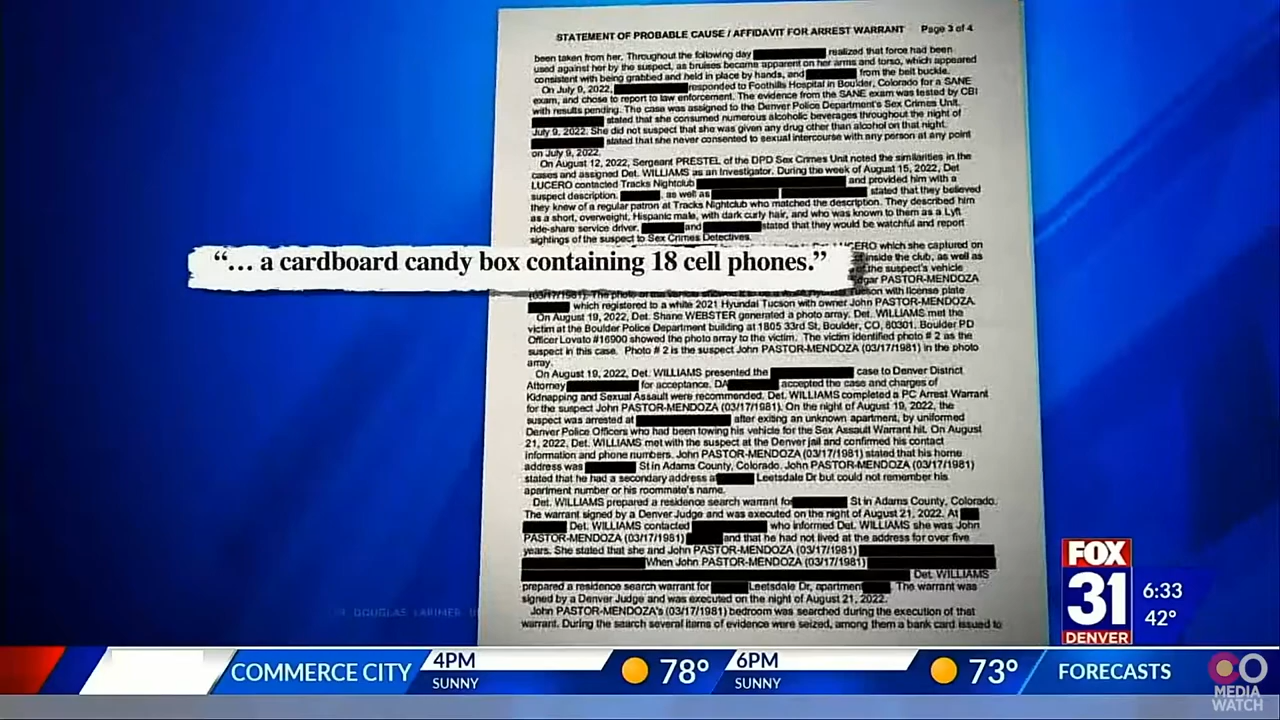 STATEMENT OF PROBABLE CAUSE / AFFIDAVIT FOR ARREST WARRANT Page 3 of 4
been taken from her. Throughout the following day realized that force had been
used against her by the suspect, as bruises became apparent on her arms and torso, which appeared
consistent with being grabbed and held in place by hands, and from the belt buckle.
On July 9, 2022, responded to Foothills Hospital in Boulder, Colorado for a SANE
exam, and chose to report to law enforcement. The evidence from the SANE exam was tested by CBI
with results pending. The case was assigned to the Denver Police Department's Sex Crimes Unit.
stated that she consumed numerous alcoholic beverages throughout the night of
July 9, 2022. She did not suspect that she was given any drug other than alcohol on that night.
stated that she never consented to sexual intercourse with any person at any point
on July 9, 2022.
On August 12, 2022, Sergeant PRESTEL of the DPD Sex Crimes Unit noted the similarities in the
cases and assigned Det. WILLIAMS as an Investigator. During the week of August 15, 2022, Det
LUCERO contacted Tracks Nightclub and provided him with a
suspect description. , as well as stated that they believed
they knew of a regular patron at Tracks Nightclub who matched the description. They described him
as a short, overweight, Hispanic male, with dark curly hair, and who was known to them as a Lyft
ride-share service driver. and stated that they would be watchful and report
sightings of the suspect to Sex Crimes Detectives.
LUCERO which she captured on
inside the club, as well as
“... a cardboard candy box containing 18 cell phones.”
of the suspect's vehicle
PASTOR-MENDOZA
(03/17/1981). The photo of the Tucson with license plate
which registered to a white 2021 Hyundai Tucson with owner John PASTOR-MENDOZA.
On August 19, 2022, Det. Shane WEBSTER generated a photo array. Det. WILLIAMS met the
victim at the Boulder Police Department building at 1805 33rd St, Boulder, CO, 80301. Boulder PD
Officer Lovato #16900 showed the photo array to the victim. The victim identified photo # 2 as the
suspect in this case. Photo # 2 is the suspect John PASTOR-MENDOZA (03/17/1981) in the photo
array.
On August 19, 2022, Det. WILLIAMS presented the case to Denver District
Attorney for acceptance. DA accepted the case and charges of
Kidnapping and Sexual Assault were recommended. Det. WILLIAMS completed a PC Arrest Warrant
for the suspect John PASTOR-MENDOZA (03/17/1981). On the night of August 19, 2022, the
suspect was arrested at after exiting an unknown apartment, by uniformed
Denver Police Officers who had been towing his vehicle for the Sex Assault Warrant hit. On August
21, 2022, Det. WILLIAMS met with the suspect at the Denver jail and confirmed his contact
information and phone numbers. John PASTOR-MENDOZA (03/17/1981) stated that his home
address was St in Adams County, Colorado. John PASTOR-MENDOZA (03/17/1981)
stated that he had a secondary address at Leetsdale Dr but could not remember his
apartment number or his roommate's name.
Det. WILLIAMS prepared a residence search warrant for St in Adams County, Colorado.
The warrant signed by a Denver Judge and was executed on the night of August 21, 2022. At
Det. WILLIAMS contacted who informed Det. WILLIAMS she was John
PASTOR-MENDOZA (03/17/1981) and that he had not lived at the address for over five
years. She stated that she and John PASTOR-MENDOZA (03/17/1981)
When John PASTOR-MENDOZA (03/17/1981)
Det. WILLIAMS
prepared a residence search warrant for Leetsdale Dr, apartment The warrant was
signed by a Denver Judge and was executed on the night of August 21, 2022.
John PASTOR-MENDOZA's (03/17/1981) bedroom was searched during the execution of that
warrant. During the search several items of evidence were seized, among them a bank card issued to
DOUGLAS LARIMER
FOX
31
DENVER
6:33
42°
COMMERCE CITY
4PM
SUNNY
78°
6PM
SUNNY
73°
FORECASTS
CO
MEDIA
WATCH